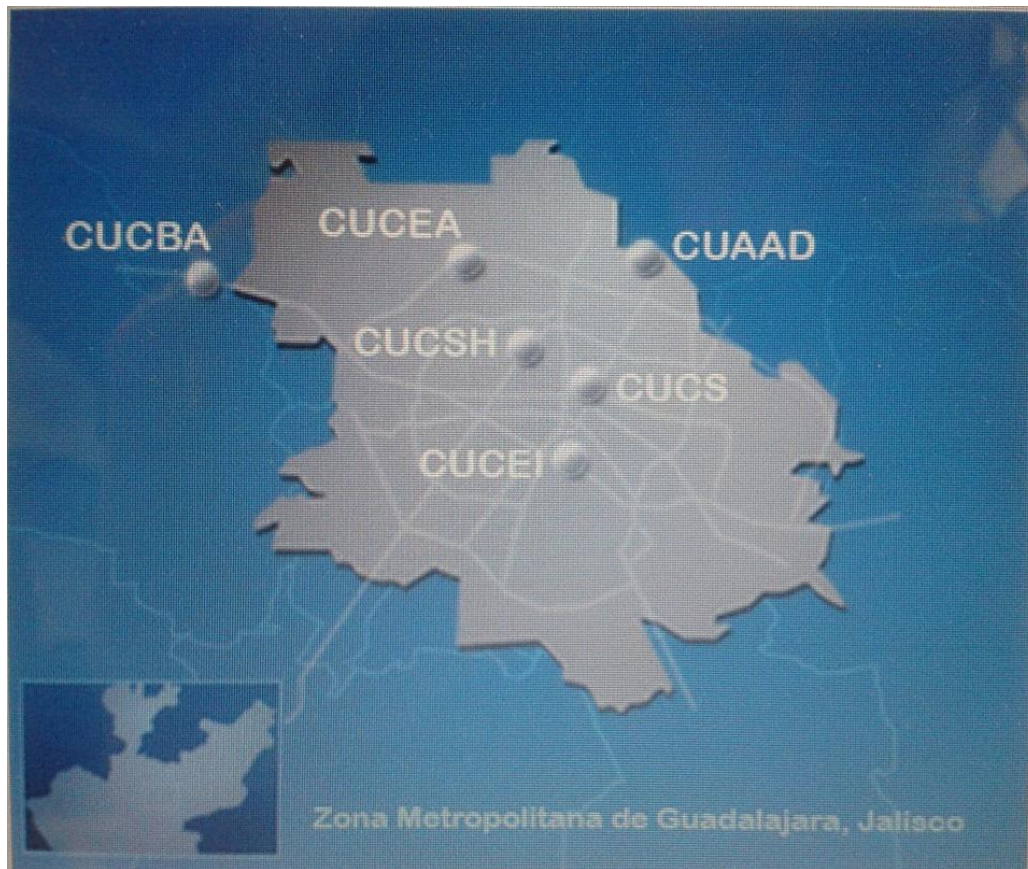 CUCEA
CUCBA
CUAAD
CUCSH
CUCS
CUCEI
Zona Metropolitana de Guadalajara, Jalisco